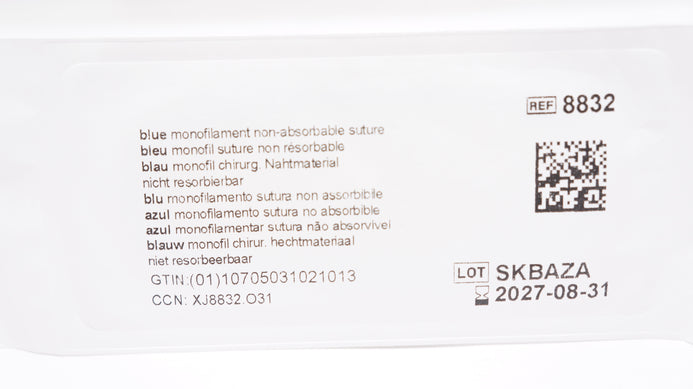 REF 8832
blue monofilament non-absorbable suture
bleu monofil suture non résorbable
blau monofil chirurg. Nahtmaterial
nicht resorbierbar
blu monofilamento sutura non assorbibile
azul monofilamento sutura no absorbible
azul monofilamentar sutura não absorvivel
blauw monofil chirur. hechtmateriaal
niet resorbeerbaar
GTIN:(01)10705031021013
CCN: XJ8832.O31
LOT SKBAZA
2027-08-31